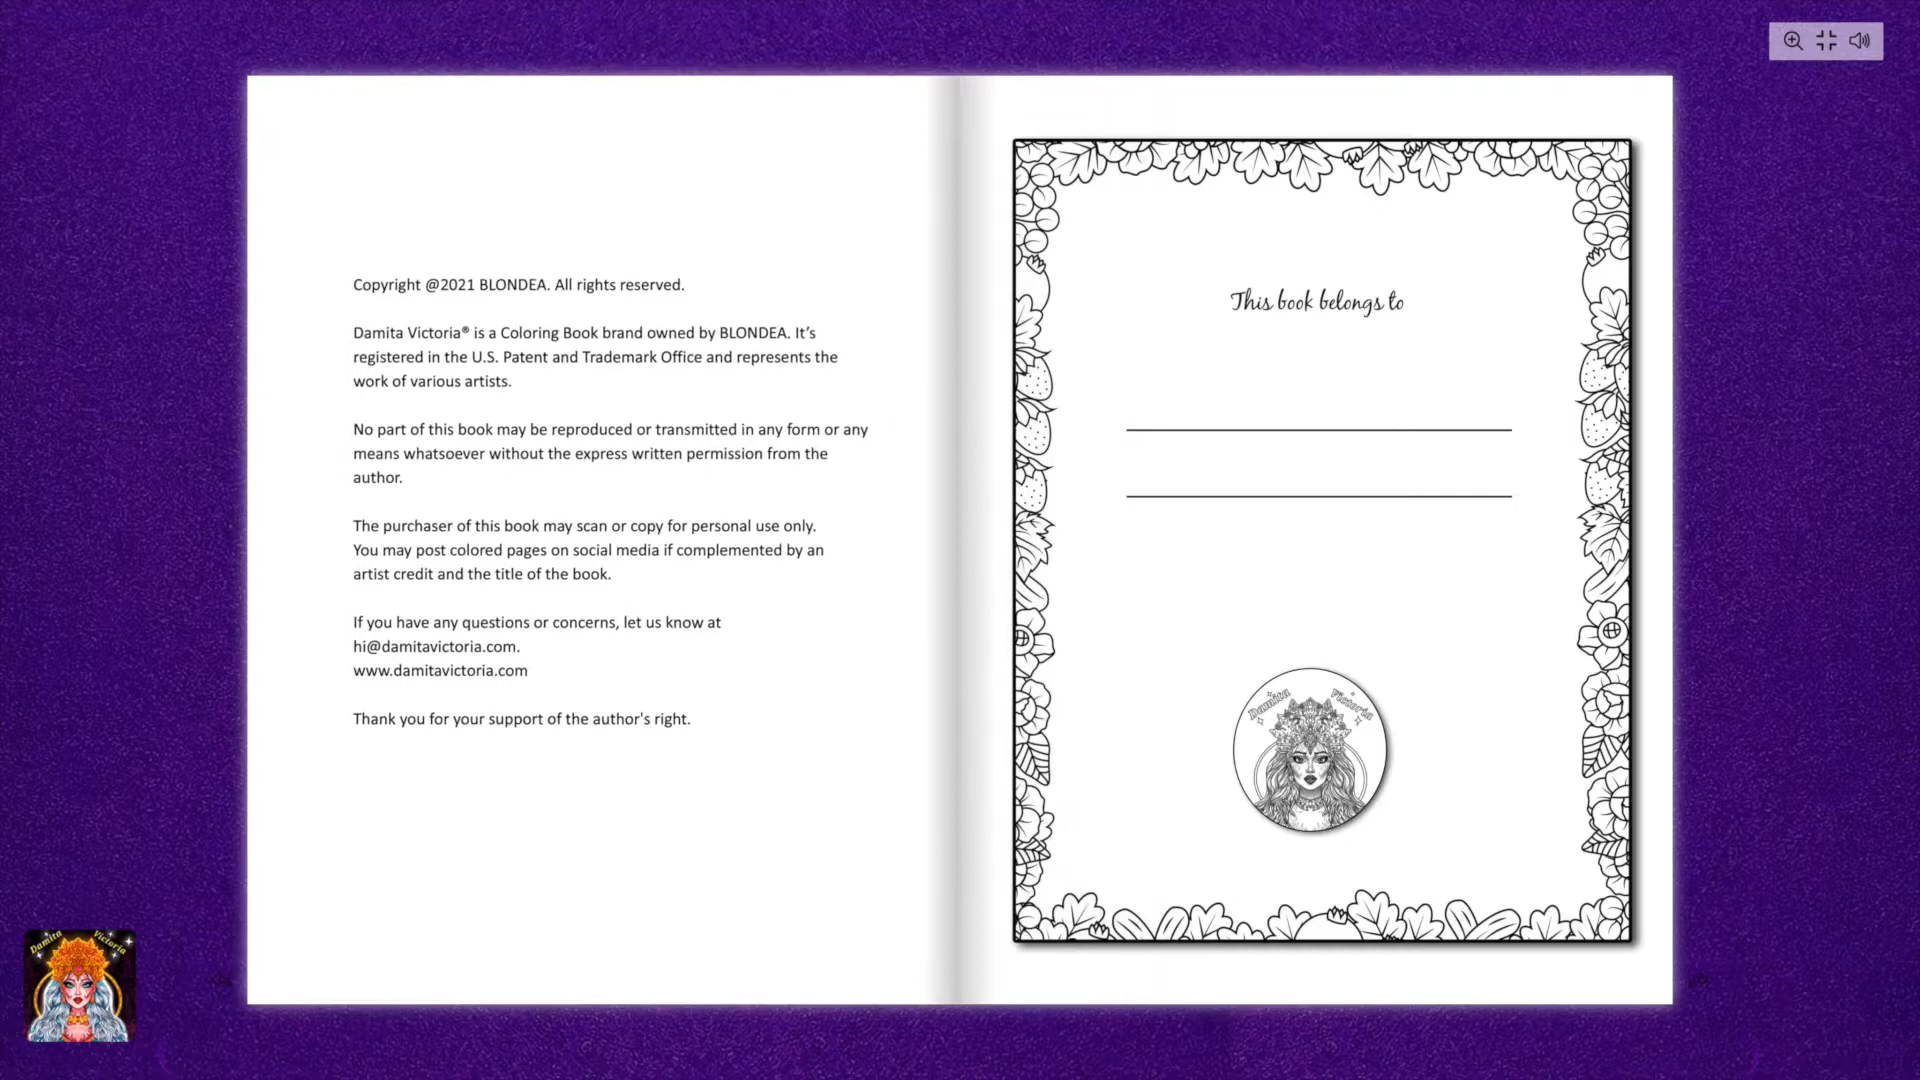 Copyright @2021 BLONDEA. All rights reserved.
Damita Victoria® is a Coloring Book brand owned by BLONDEA. It’s
registered in the U.S. Patent and Trademark Office and represents the
work of various artists.
No part of this book may be reproduced or transmitted in any form or any
means whatsoever without the express written permission from the
author.
The purchaser of this book may scan or copy for personal use only.
You may post colored pages on social media if complemented by an
artist credit and the title of the book.
If you have any questions or concerns, let us know at
hi@damitavictoria.com.
www.damitavictoria.com
Thank you for your support of the author's right.
This book belongs to
Damita Victoria
Damita Victoria